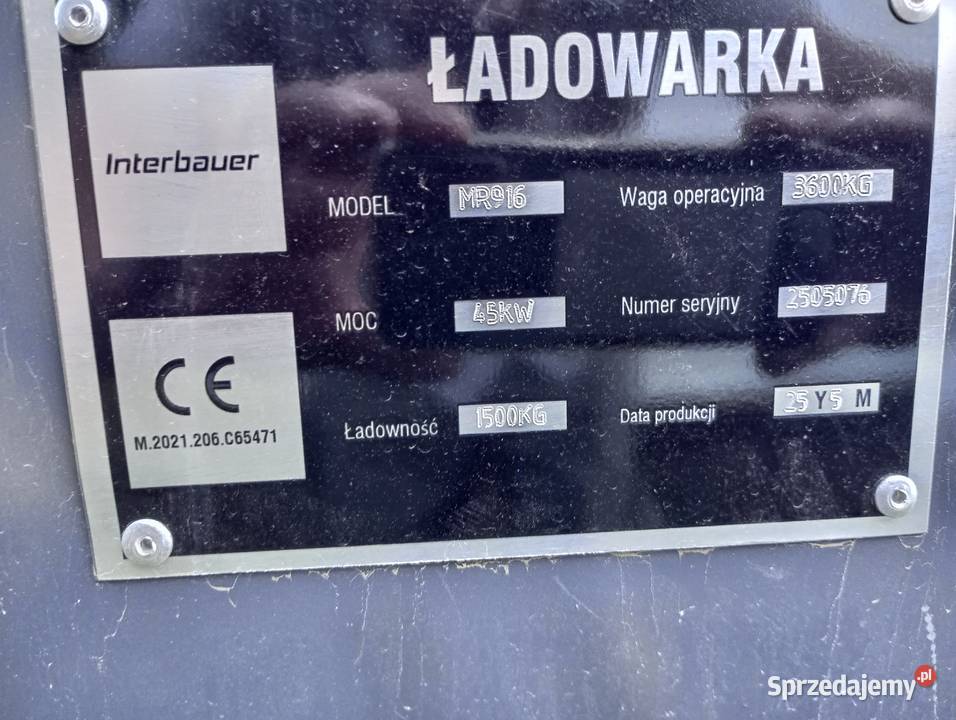 ŁADOWARKA
Interbauer
MODEL MR916
Waga operacyjna 3600KG
MOC 45KW
Numer seryjny 2505076
CE
M.2021.206.C65471
Ładowność 1500KG
Data produkcji 25 Y 5 M
Sprzedajemy.pl